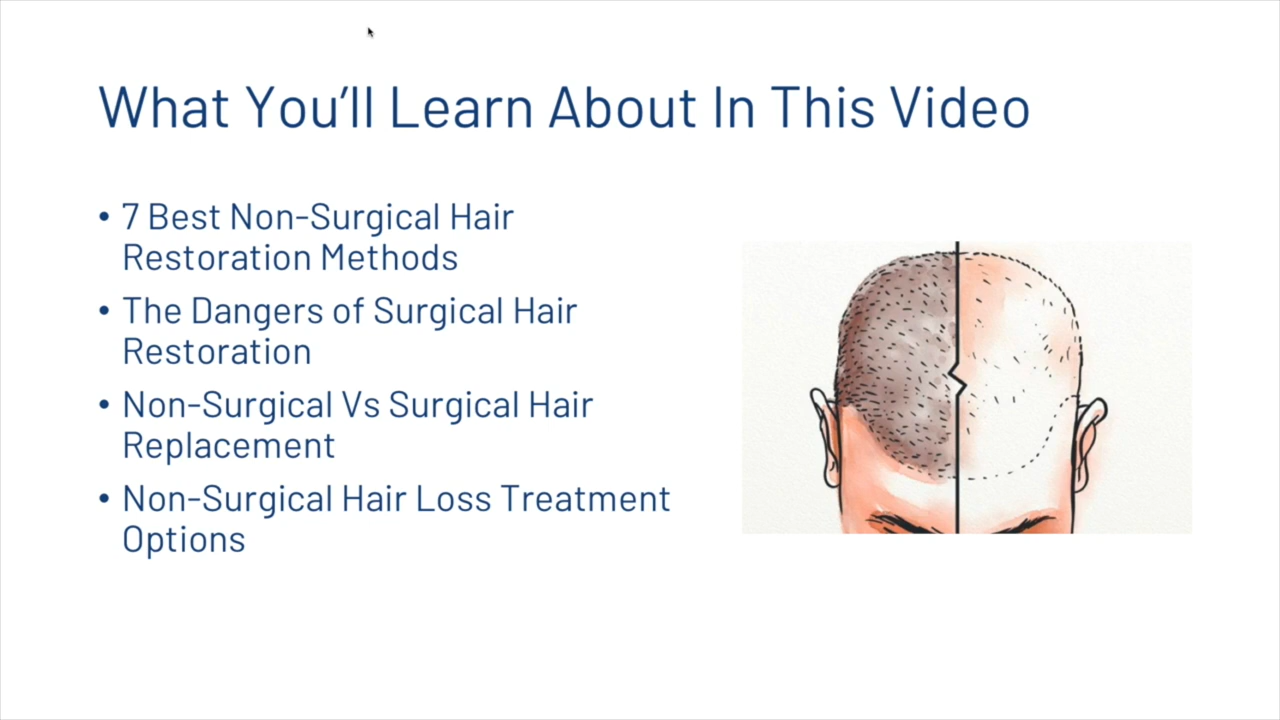 What You’ll Learn About In This Video
• 7 Best Non-Surgical Hair
Restoration Methods
• The Dangers of Surgical Hair
Restoration
• Non-Surgical Vs Surgical Hair
Replacement
• Non-Surgical Hair Loss Treatment
Options